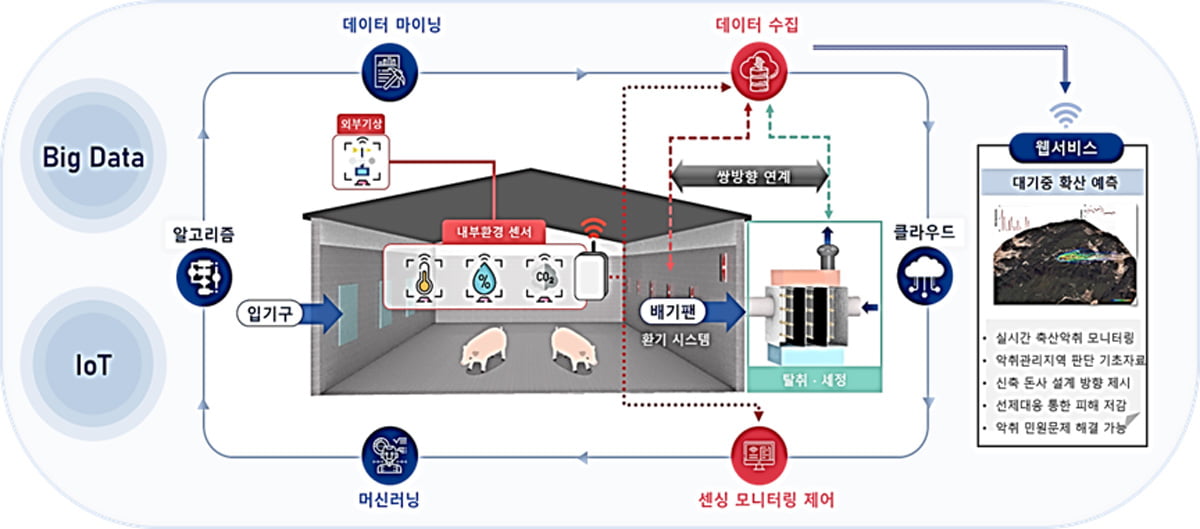 데이터 마이닝
데이터 수집
Big Data
외부기상
웹서비스
대기중 확산 예측
쌍방향 연계
알고리즘
내부환경 센서
클라우드
%
CO₂
입기구
배기팬
환기 시스템
탈취 · 세정
IoT
• 실시간 축산악취 모니터링
• 악취관리지역 판단 기초자료
• 신축 돈사 설계 방향 제시
• 선제대응 통한 피해 저감
• 악취 민원문제 해결 가능
머신러닝
센싱 모니터링 제어